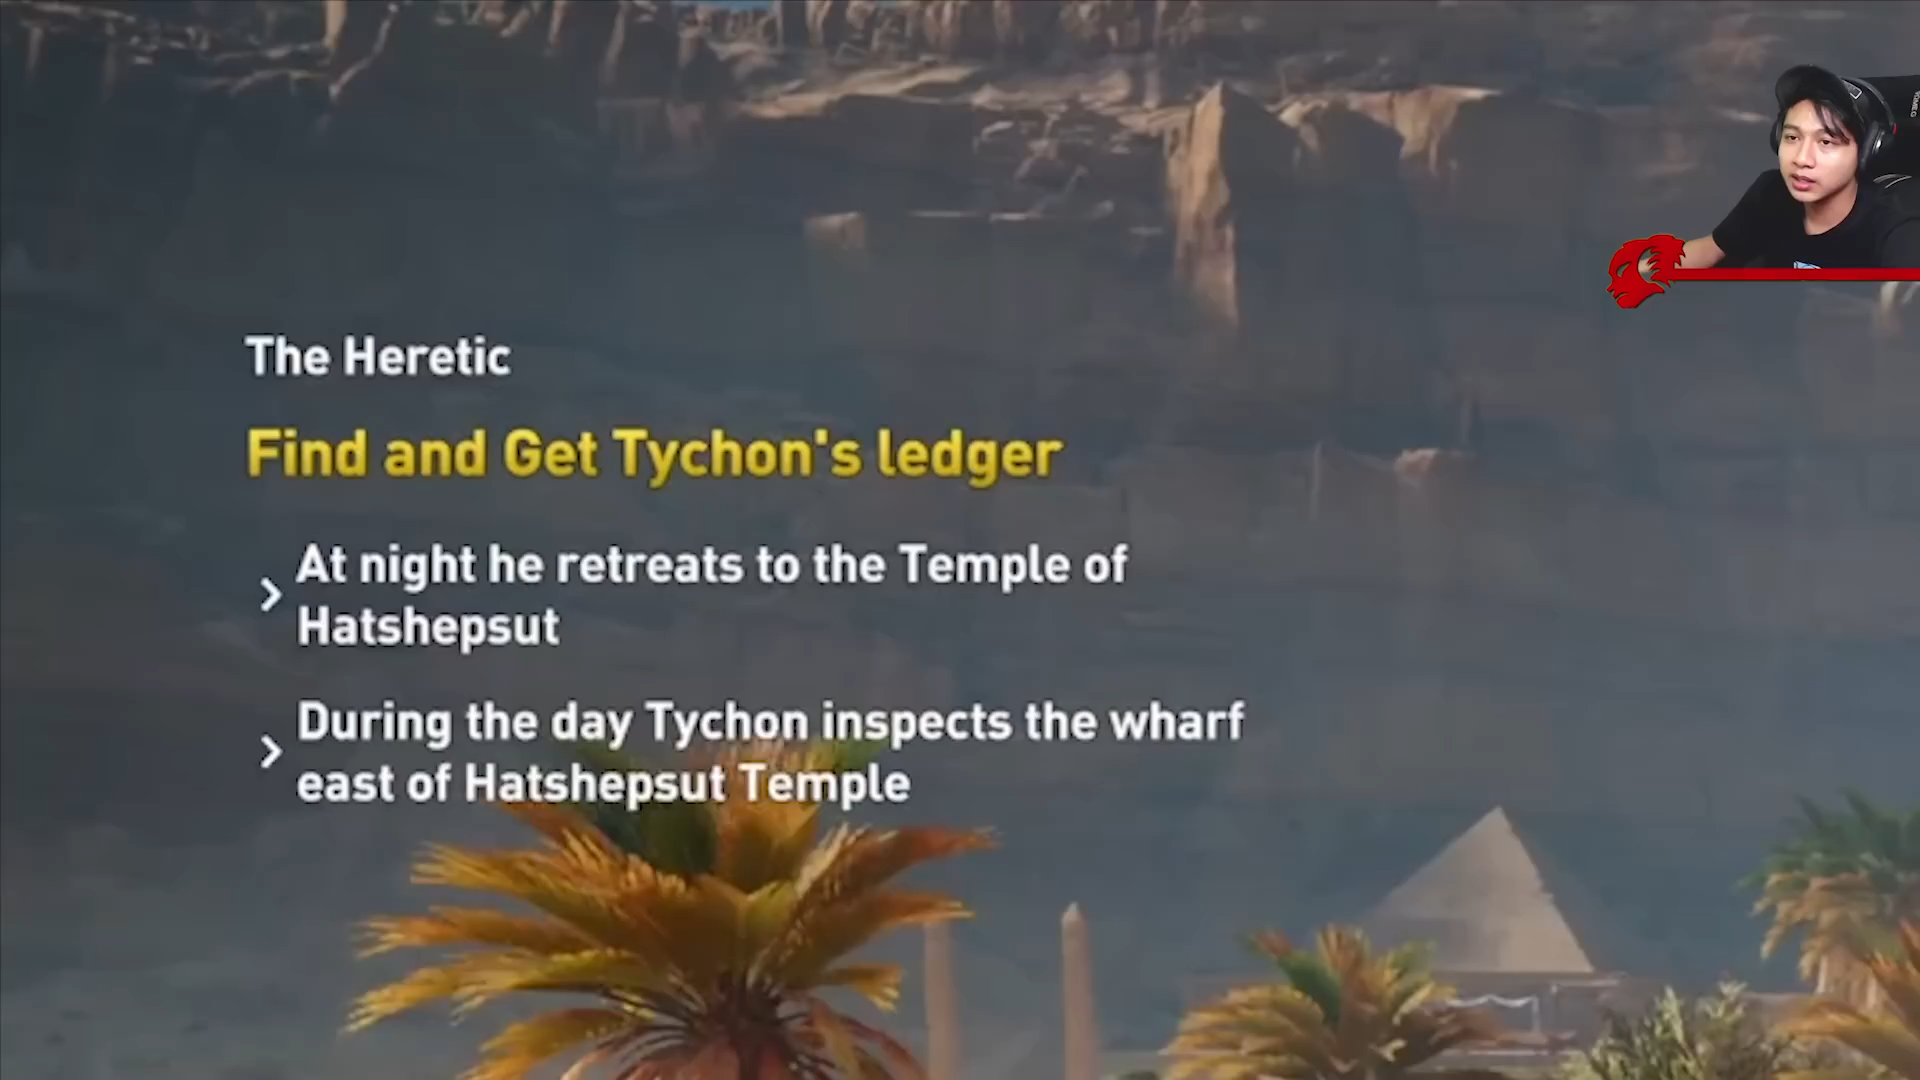 The Heretic
Find and Get Tychon's ledger
At night he retreats to the Temple of
Hatshepsut
During the day Tychon inspects the wharf
east of Hatshepsut Temple